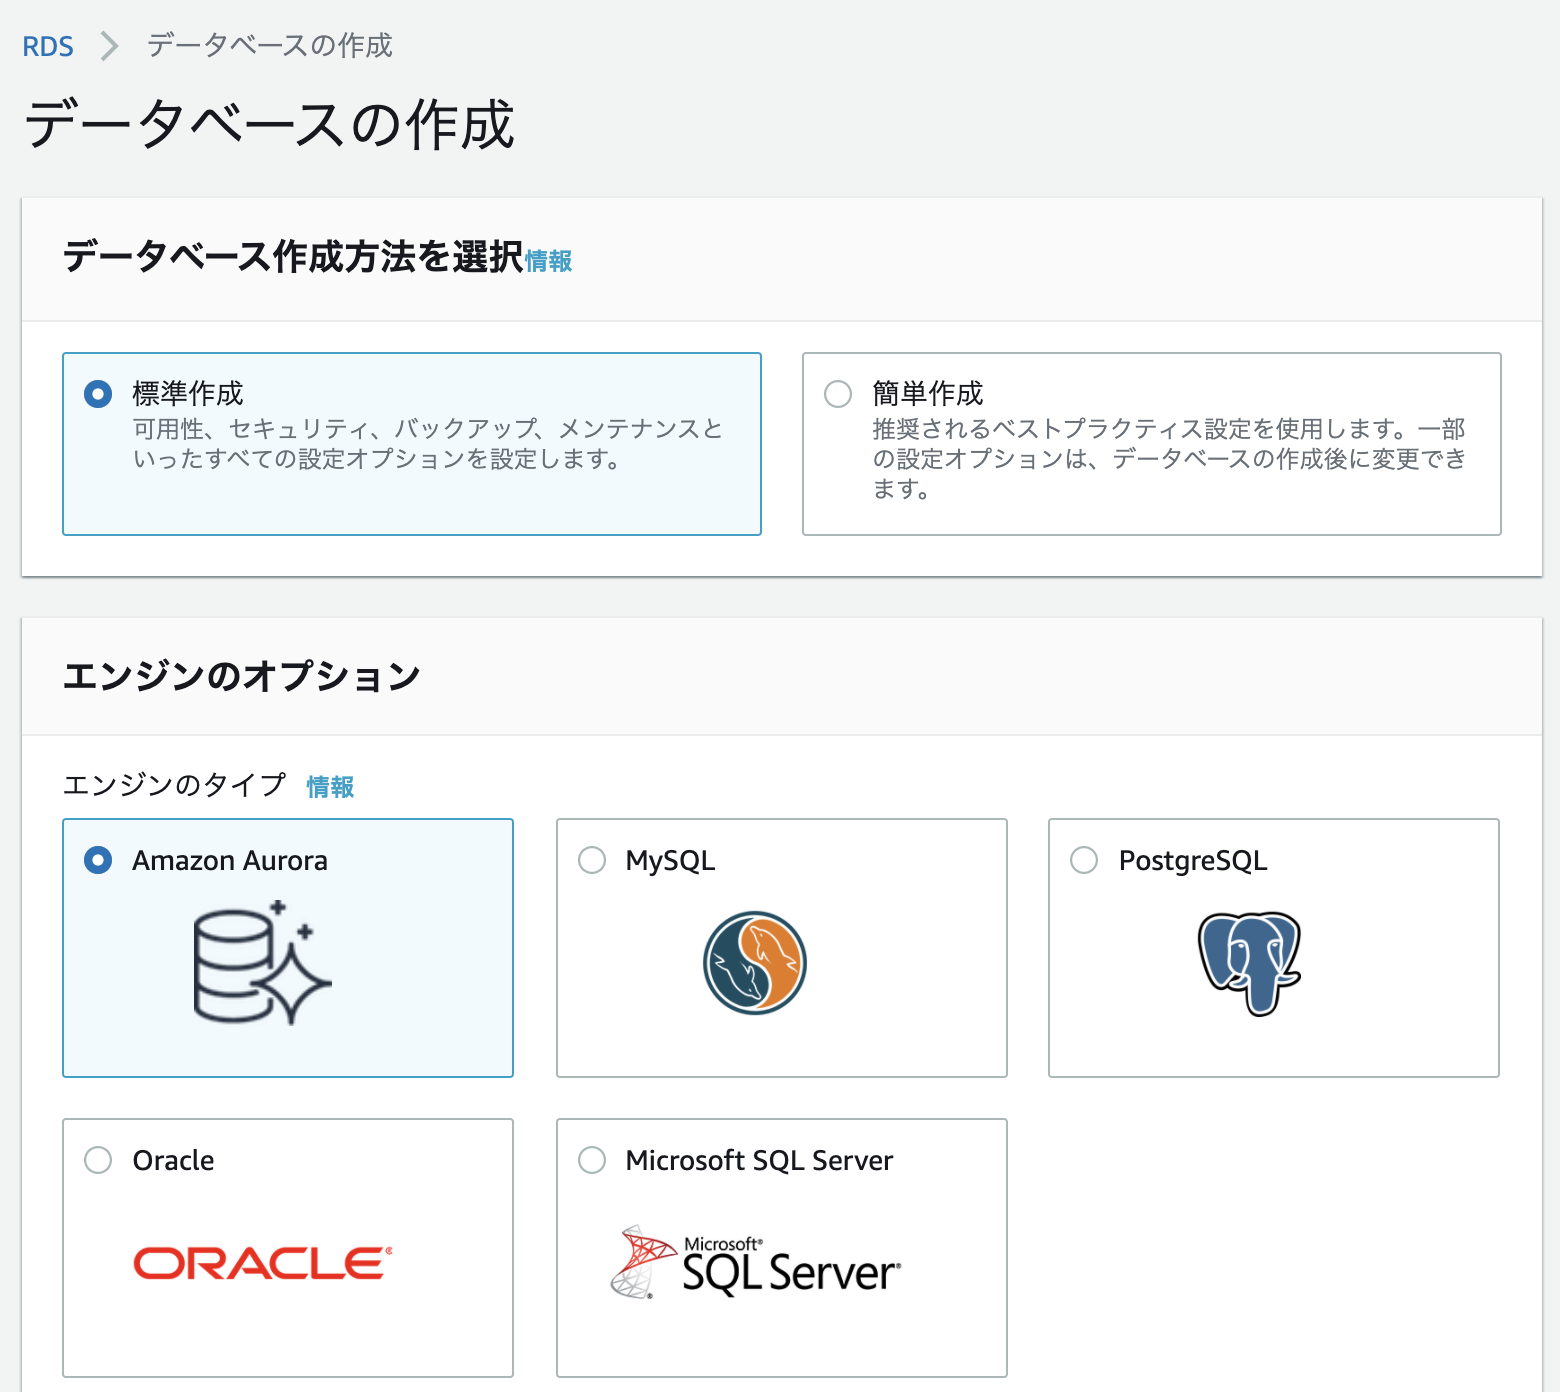 RDS > データベースの作成
データベースの作成
データベース作成方法を選択情報
標準作成
可用性、セキュリティ、バックアップ、メンテナンスと
いったすべての設定オプションを設定します。
簡単作成
推奨されるベストプラクティス設定を使用します。一部
の設定オプションは、データベースの作成後に変更でき
ます。
エンジンのオプション
エンジンのタイプ 情報
Amazon Aurora
MySQL
PostgreSQL
Oracle
ORACLE®
Microsoft SQL Server
Microsoft®
SQL Server®